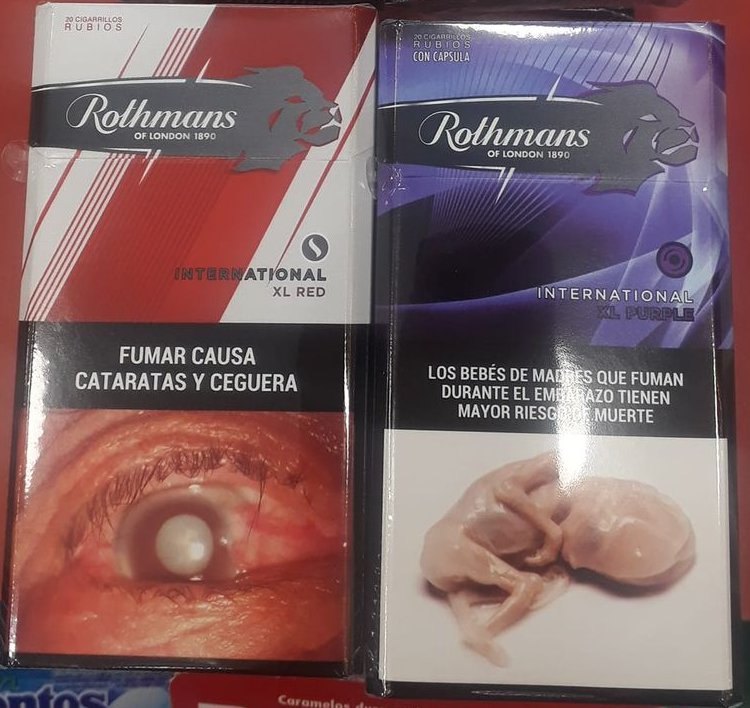 20 CIGARRILLOS
RUBIOS
Rothmans
OF LONDON 1890
INTERNATIONAL
XL RED
FUMAR CAUSA
CATARATAS Y CEGUERA
20 CIGARRILLOS
RUBIOS
CON CAPSULA
Rothmans
OF LONDON 1890
INTERNATIONAL
XL PURPLE
LOS BEBÉS DE MADRES QUE FUMAN
DURANTE EL EMBARAZO TIENEN
MAYOR RIESGO DE MUERTE
Caramelos